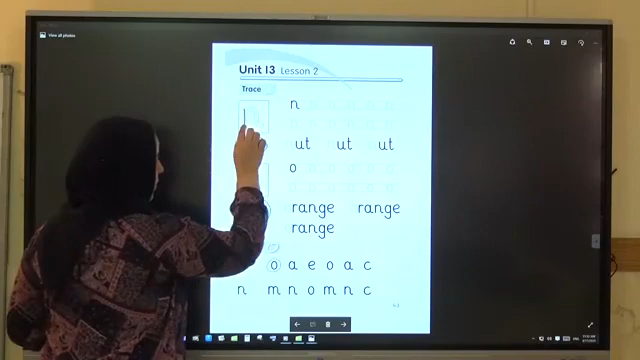 View all photos
Unit 13 Lesson 2
Trace
n
ut ut ut
o
range range
range
o a e o a c
n m n o m n c